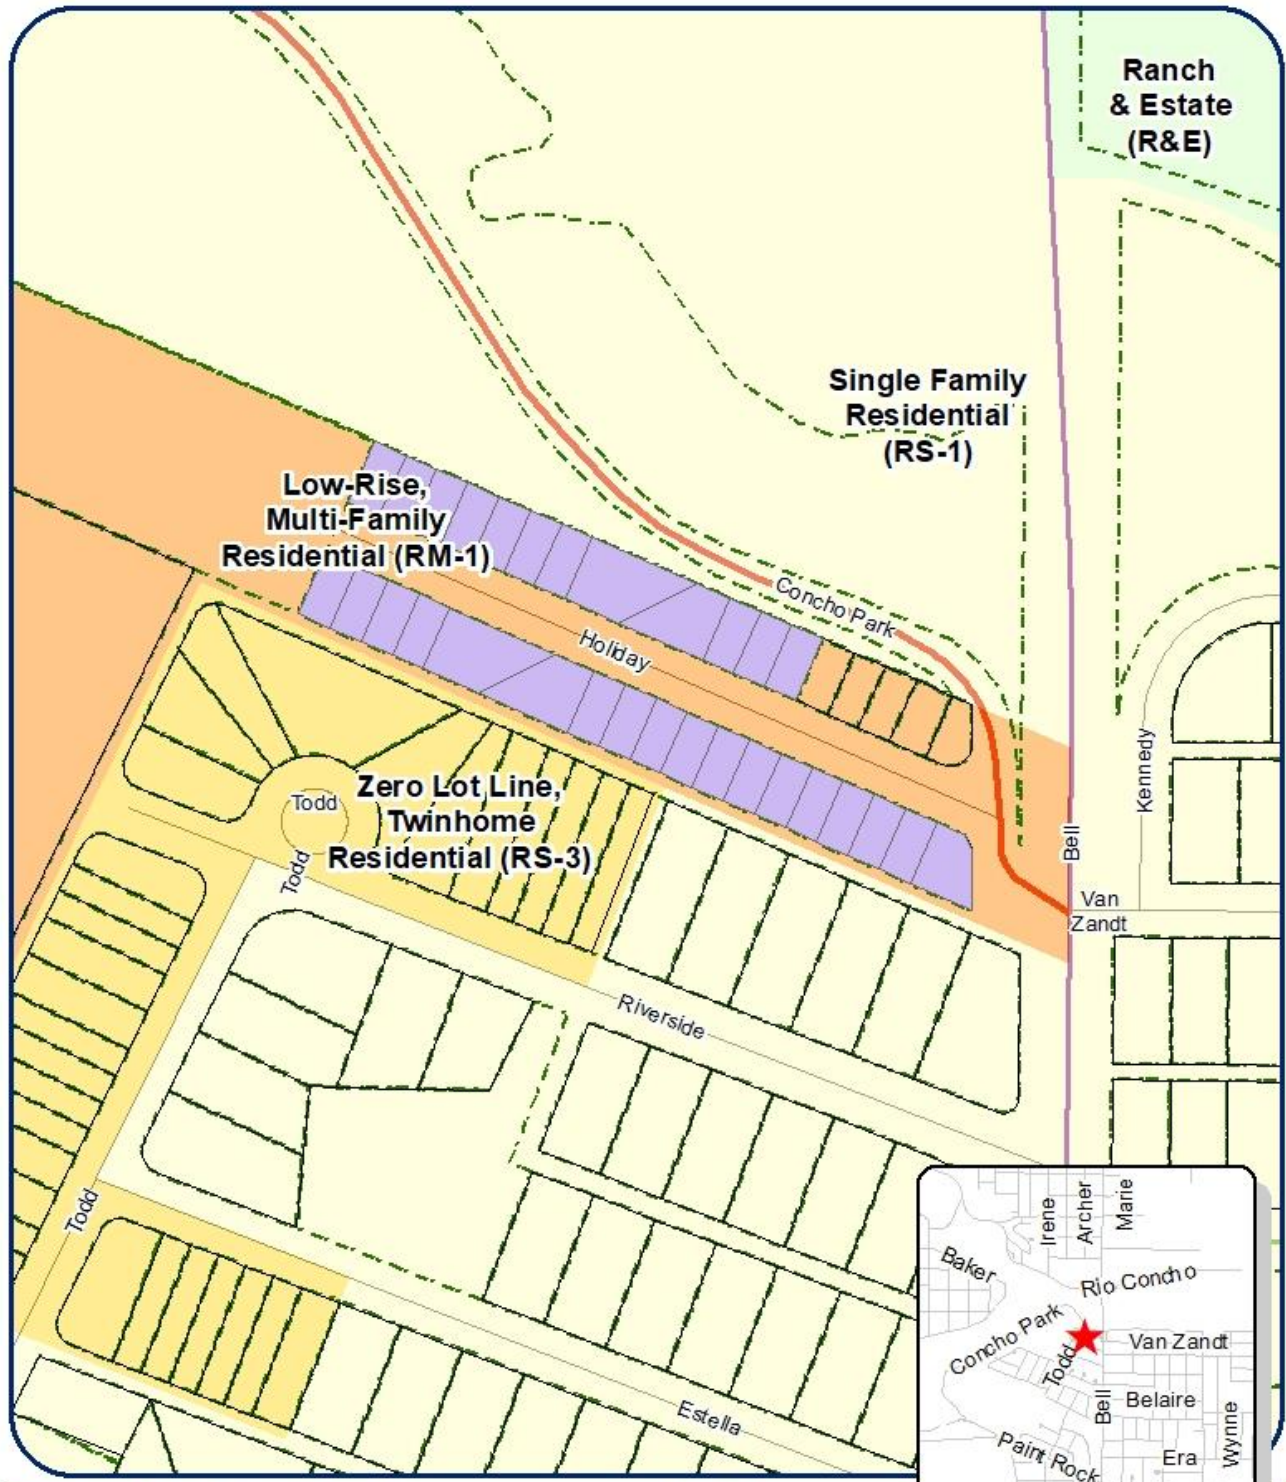 Ranch
& Estate
(R&E)
Single Family
Residential
(RS-1)
Low-Rise,
Multi-Family
Residential (RM-1)
Concho Park
Holiday
Kennedy
Zero Lot Line,
Twinhome
Residential (RS-3)
Todd
Todd
Bell
Van
Zandt
Riverside
Todd
Estella
Irene
Archer
Marie
Baker
Rio Concho
Concho Park
Van Zandt
Todd
Bell
Belaire
Wynne
Paint Rock
Era